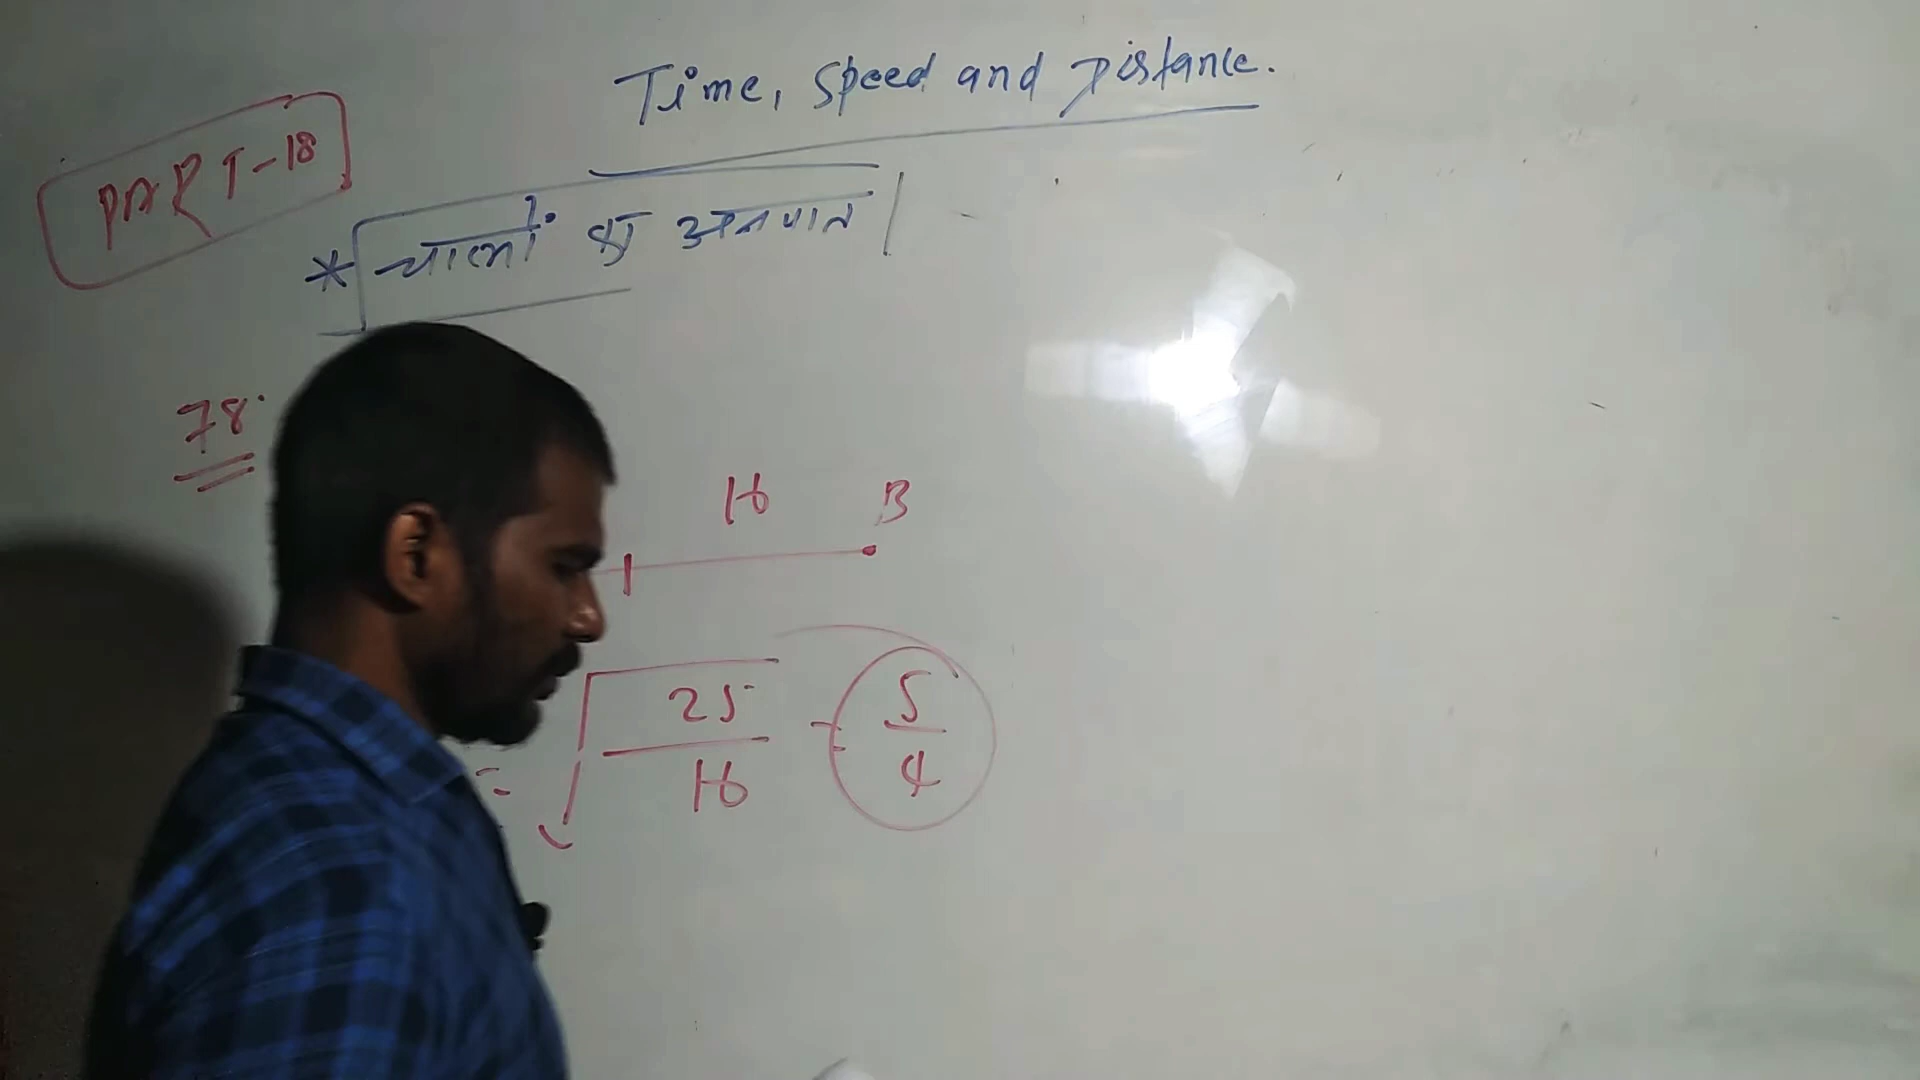 Time, Speed and Distance.
PART-18
* चालों का अनुपात
78.
16 B
= √25/16 = 5/4